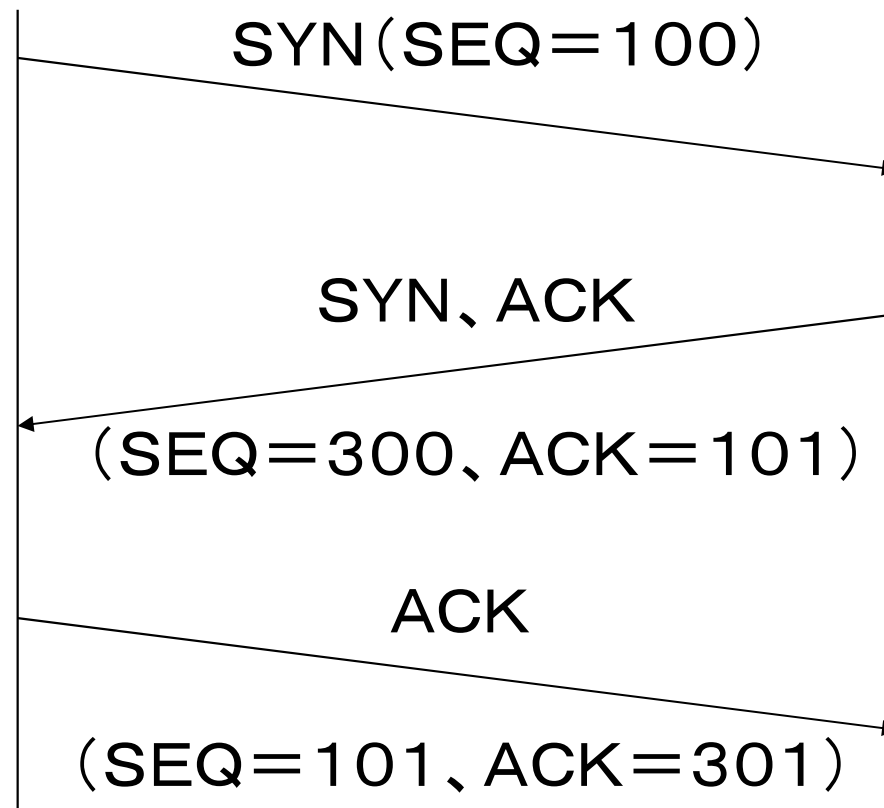 SYN(SEQ=100)
SYN、ACK
(SEQ=300、ACK=101)
ACK
(SEQ=101、ACK=301)